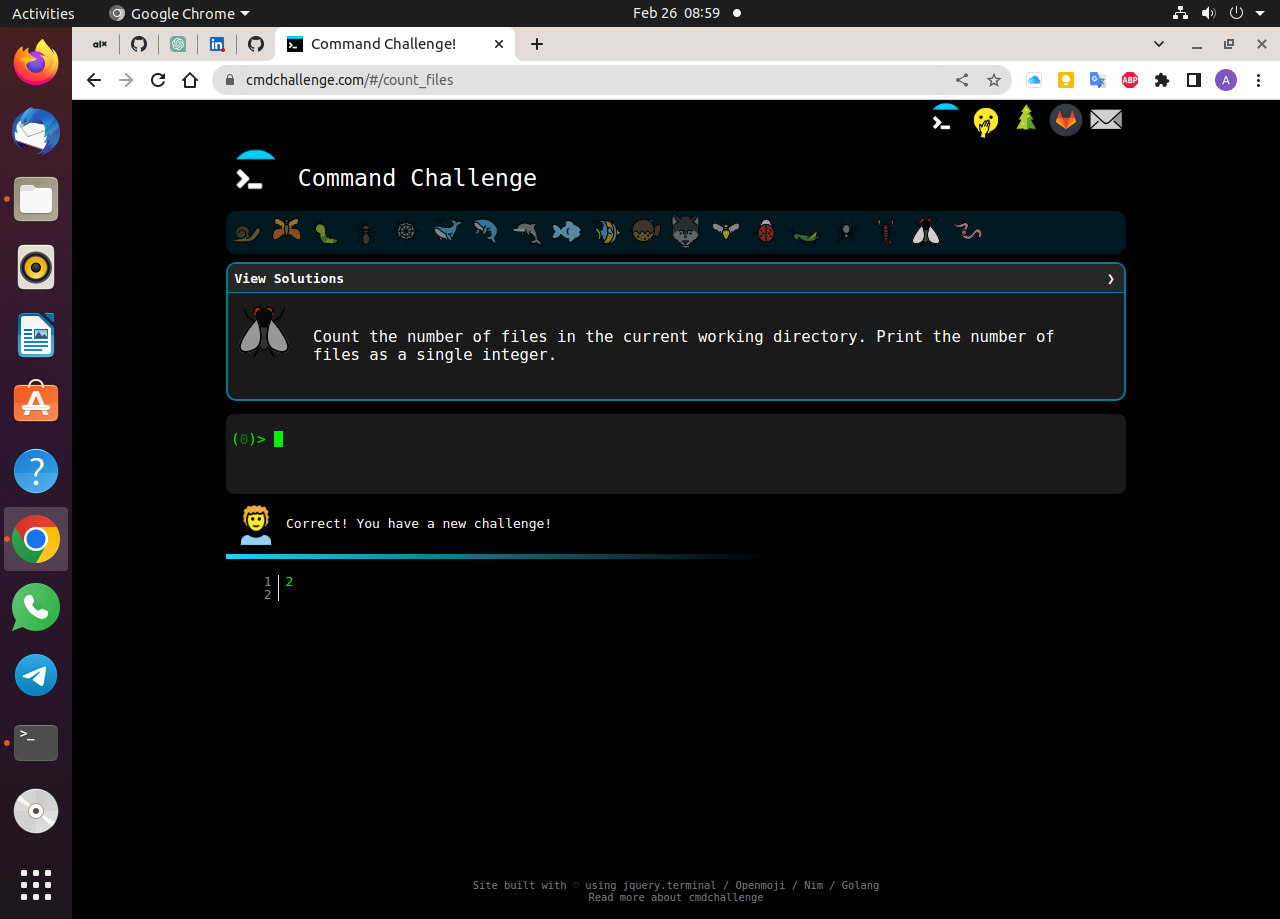 Activities
Google Chrome
Feb 26 08:59
alx
in
Command Challenge!
cmdchallenge.com/#/count_files
ABP
A
Command Challenge
View Solutions
Count the number of files in the current working directory. Print the number of
files as a single integer.
(0)>
Correct! You have a new challenge!
1 2
2
Site built with ♡ using jquery.terminal / Openmoji / Nim / Golang
Read more about cmdchallenge